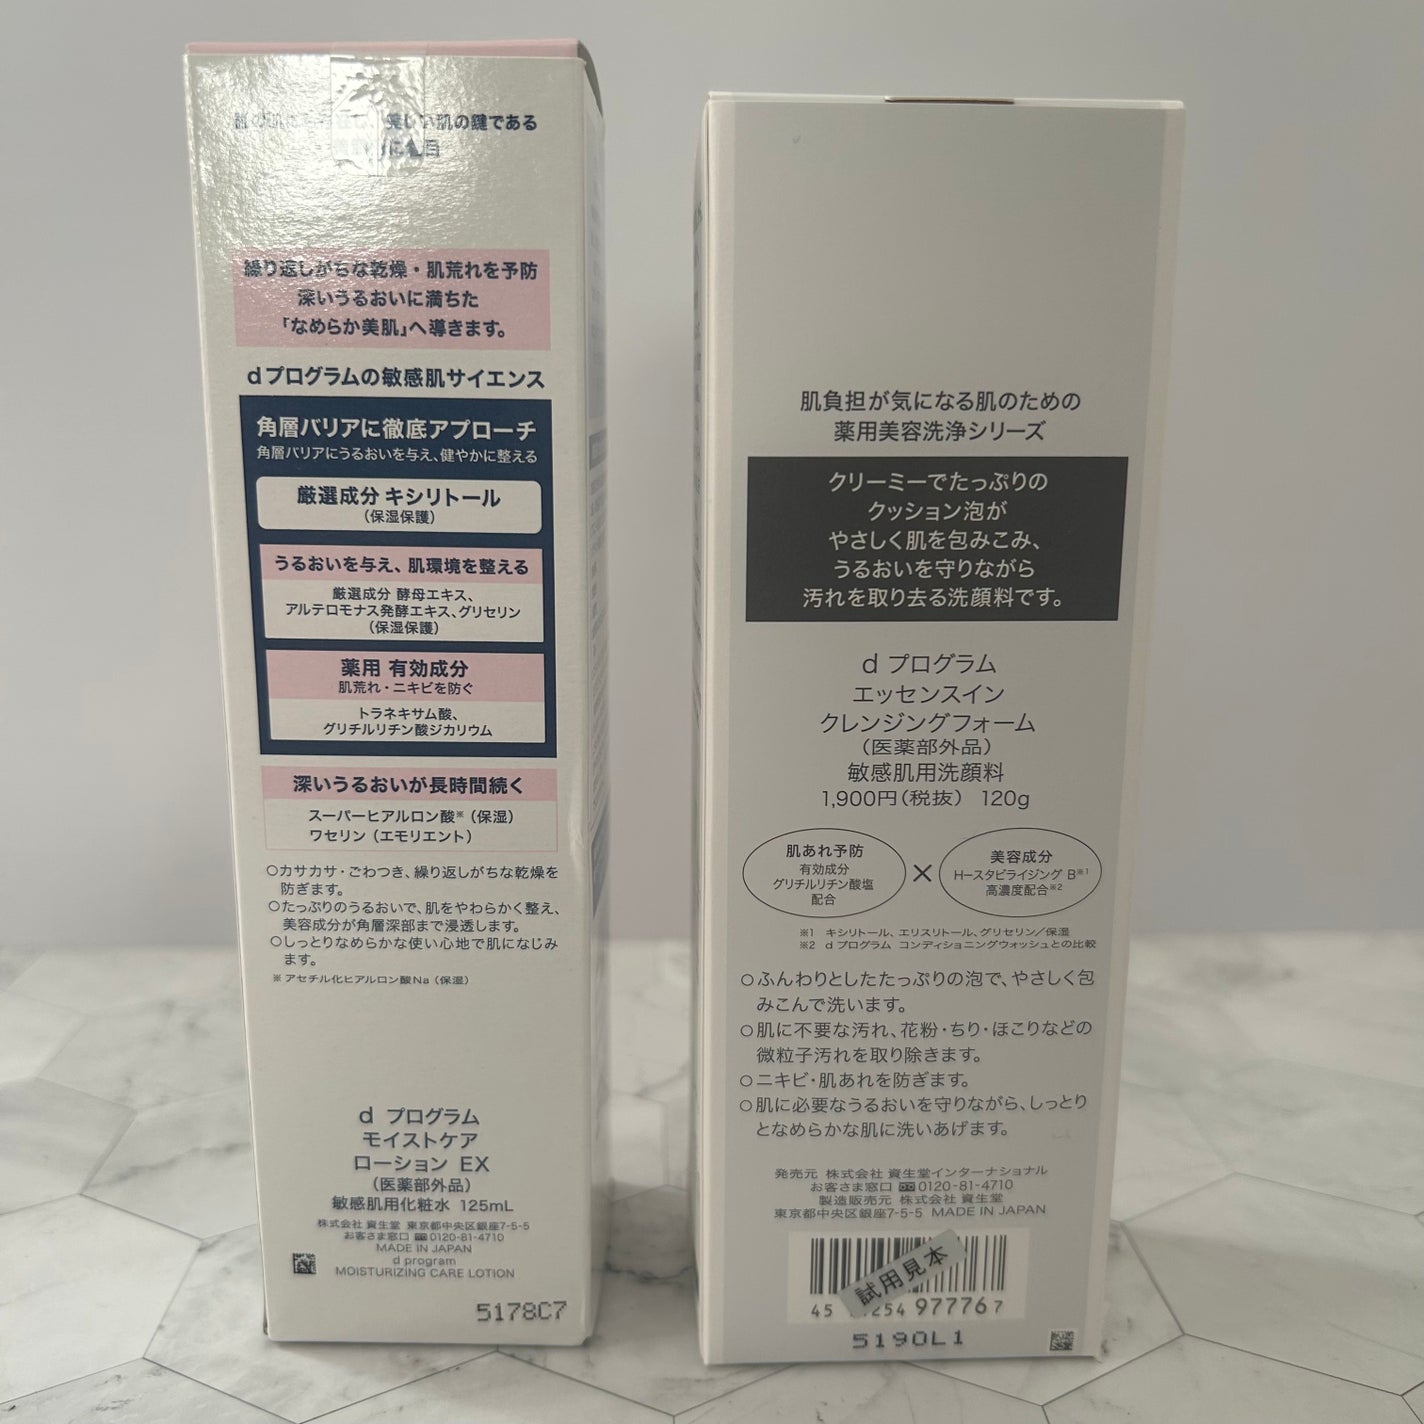 しい肌の鍵である
目
繰り返しがちな乾燥・肌荒れを予防
深いうるおいに満ちた
「なめらか美肌」へ導きます。
dプログラムの敏感肌サイエンス
角層バリアに徹底アプローチ
角層バリアにうるおいを与え、健やかに整える
厳選成分 キシリトール
(保湿保護)
うるおいを与え、肌環境を整える
厳選成分 酵母エキス、
アルテロモナス発酵エキス、グリセリン
(保湿保護)
薬用 有効成分
肌荒れ・ニキビを防ぐ
トラネキサム酸、
グリチルリチン酸ジカリウム
深いうるおいが長時間続く
スーパーヒアルロン酸※(保湿)
ワセリン(エモリエント)
○カサカサ・ごわつき、繰り返しがちな乾燥を
防ぎます。
○たっぷりのうるおいで、肌をやわらかく整え、
美容成分が角層深部まで浸透します。
○しっとりなめらかな使い心地で肌になじみ
ます。
※アセチル化ヒアルロン酸Na(保湿)
d プログラム
モイストケア
ローション EX
(医薬部外品)
敏感肌用化粧水 125mL
株式会社 資生堂 東京都中央区銀座7-5-5
お客さま窓口 0120-81-4710
MADE IN JAPAN
d program
MOISTURIZING CARE LOTION
5178C7
肌負担が気になる肌のための
薬用美容洗浄シリーズ
クリーミーでたっぷりの
クッション泡が
やさしく肌を包みこみ、
うるおいを守りながら
汚れを取り去る洗顔料です。
d プログラム
エッセンスイン
クレンジングフォーム
(医薬部外品)
敏感肌用洗顔料
1,900円(税抜) 120g
肌あれ予防
有効成分
グリチルリチン酸塩
配合
×
美容成分
H-スタビライジング B※1
高濃度配合※2
※1 キシリトール、エリスリトール、グリセリン/保湿
※2 d プログラム コンディショニングウォッシュとの比較
○ふんわりとしたたっぷりの泡で、やさしく包
みこんで洗います。
○肌に不要な汚れ、花粉・ちり・ほこりなどの
微粒子汚れを取り除きます。
○ニキビ・肌あれを防ぎます。
○肌に必要なうるおいを守りながら、しっとり
となめらかな肌に洗いあげます。
発売元 株式会社 資生堂インターナショナル
お客さま窓口 0120-81-4710
製造販売元 株式会社 資生堂
東京都中央区銀座7-5-5 MADE IN JAPAN
試用見本
45 254 977767
5190L1